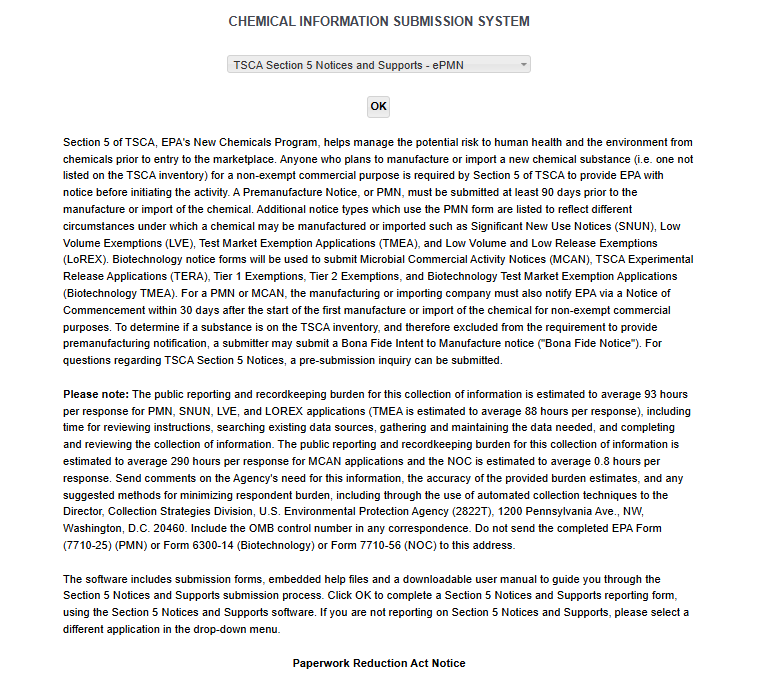 CHEMICAL INFORMATION SUBMISSION SYSTEM
TSCA Section 5 Notices and Supports - ePMN
OK
Section 5 of TSCA, EPA's New Chemicals Program, helps manage the potential risk to human health and the environment from
chemicals prior to entry to the marketplace. Anyone who plans to manufacture or import a new chemical substance (i.e. one not
listed on the TSCA inventory) for a non-exempt commercial purpose is required by Section 5 of TSCA to provide EPA with
notice before initiating the activity. A Premanufacture Notice, or PMN, must be submitted at least 90 days prior to the
manufacture or import of the chemical. Additional notice types which use the PMN form are listed to reflect different
circumstances under which a chemical may be manufactured or imported such as Significant New Use Notices (SNUN), Low
Volume Exemptions (LVE), Test Market Exemption Applications (TMEA), and Low Volume and Low Release Exemptions
(LoREX). Biotechnology notice forms will be used to submit Microbial Commercial Activity Notices (MCAN), TSCA Experimental
Release Applications (TERA), Tier 1 Exemptions, Tier 2 Exemptions, and Biotechnology Test Market Exemption Applications
(Biotechnology TMEA). For a PMN or MCAN, the manufacturing or importing company must also notify EPA via a Notice of
Commencement within 30 days after the start of the first manufacture or import of the chemical for non-exempt commercial
purposes. To determine if a substance is on the TSCA inventory, and therefore excluded from the requirement to provide
premanufacturing notification, a submitter may submit a Bona Fide Intent to Manufacture notice ("Bona Fide Notice"). For
questions regarding TSCA Section 5 Notices, a pre-submission inquiry can be submitted.
Please note: The public reporting and recordkeeping burden for this collection of information is estimated to average 93 hours
per response for PMN, SNUN, LVE, and LOREX applications (TMEA is estimated to average 88 hours per response), including
time for reviewing instructions, searching existing data sources, gathering and maintaining the data needed, and completing
and reviewing the collection of information. The public reporting and recordkeeping burden for this collection of information is
estimated to average 290 hours per response for MCAN applications and the NOC is estimated to average 0.8 hours per
response. Send comments on the Agency's need for this information, the accuracy of the provided burden estimates, and any
suggested methods for minimizing respondent burden, including through the use of automated collection techniques to the
Director, Collection Strategies Division, U.S. Environmental Protection Agency (2822T), 1200 Pennsylvania Ave., NW,
Washington, D.C. 20460. Include the OMB control number in any correspondence. Do not send the completed EPA Form
(7710-25) (PMN) or Form 6300-14 (Biotechnology) or Form 7710-56 (NOC) to this address.
The software includes submission forms, embedded help files and a downloadable user manual to guide you through the
Section 5 Notices and Supports submission process. Click OK to complete a Section 5 Notices and Supports reporting form,
using the Section 5 Notices and Supports software. If you are not reporting on Section 5 Notices and Supports, please select a
different application in the drop-down menu.
Paperwork Reduction Act Notice